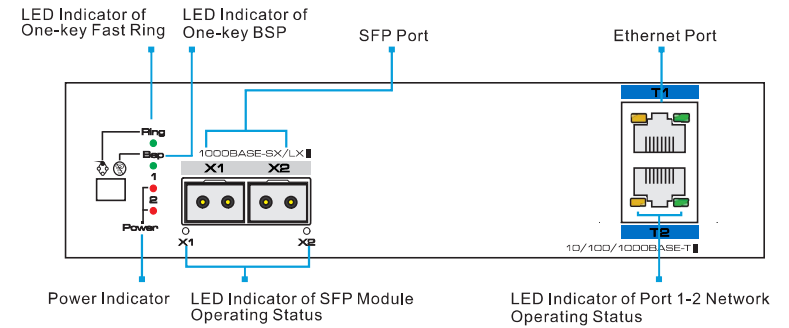 LED Indicator of
One-key Fast Ring
LED Indicator of
One-key BSP
SFP Port
Ethernet Port
T1
Ring
Bsp
1
2
Power
1000BASE-SX/LX
X1 X2
X1 X2
T2
10/100/1000BASE-T
Power Indicator
LED Indicator of SFP Module
Operating Status
LED Indicator of Port 1-2 Network
Operating Status